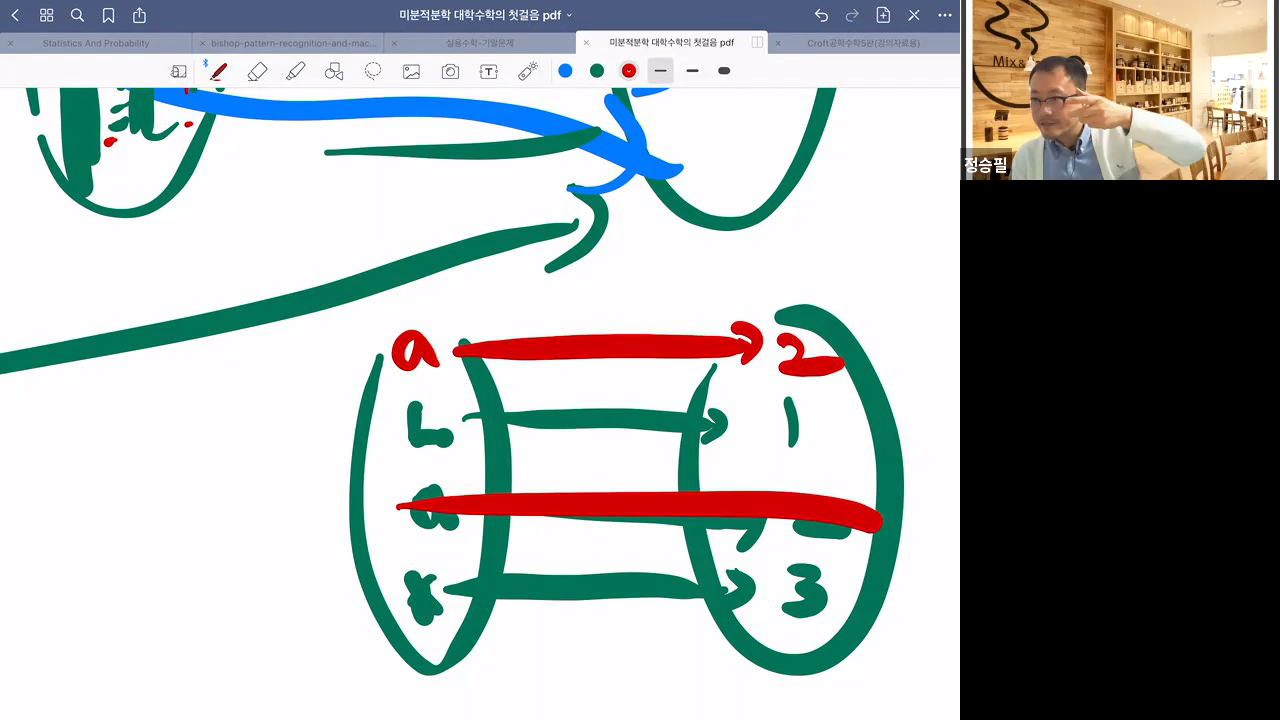 미분적분학 대학수학의 첫걸음 pdf
Statistics And Probability
bishop-pattern-recognition-and-mac...
실용수학-기말문제
미분적분학 대학수학의 첫걸음 pdf
Croft공학수학5판(강의자료용)
Mix&
정승필
a 2
b 1
a
x 3